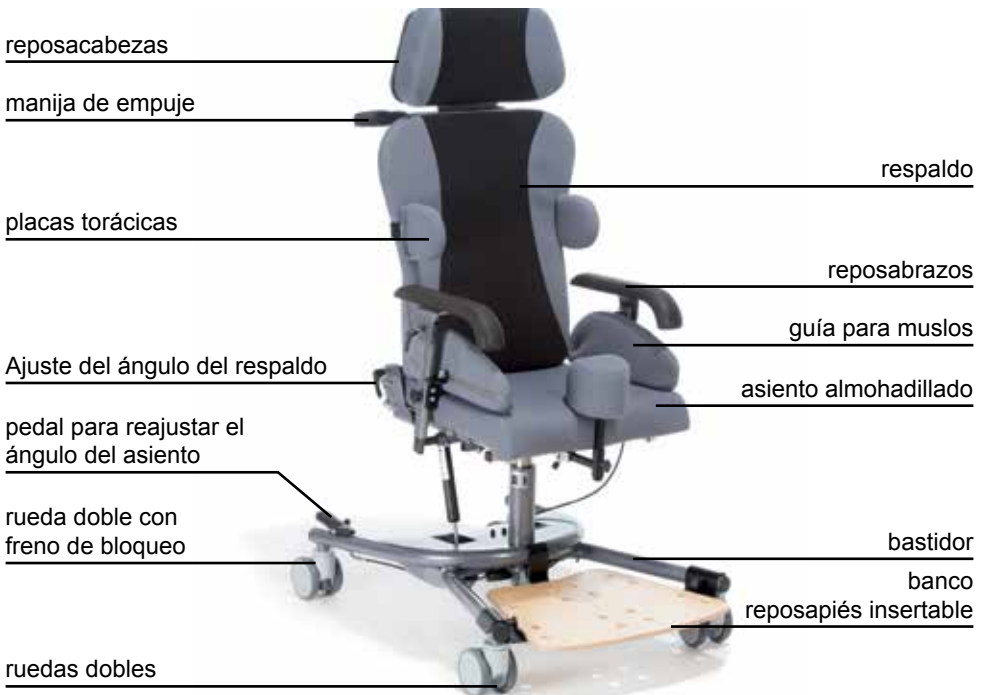 reposacabezas
manija de empuje
placas torácicas
Ajuste del ángulo del respaldo
pedal para reajustar el
ángulo del asiento
rueda doble con
freno de bloqueo
ruedas dobles
respaldo
reposabrazos
guía para muslos
asiento almohadillado
bastidor
banco
reposapiés insertable